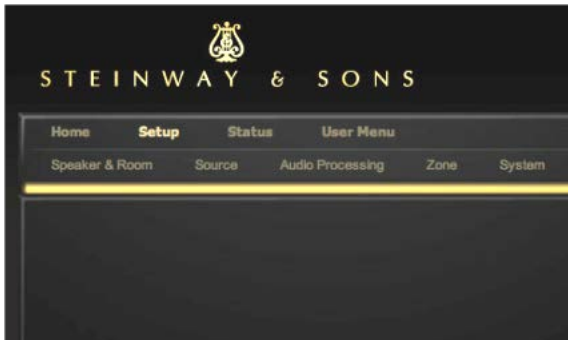 STEINWAY & SONS
Home Setup Status User Menu
Speaker & Room Source Audio Processing Zone System